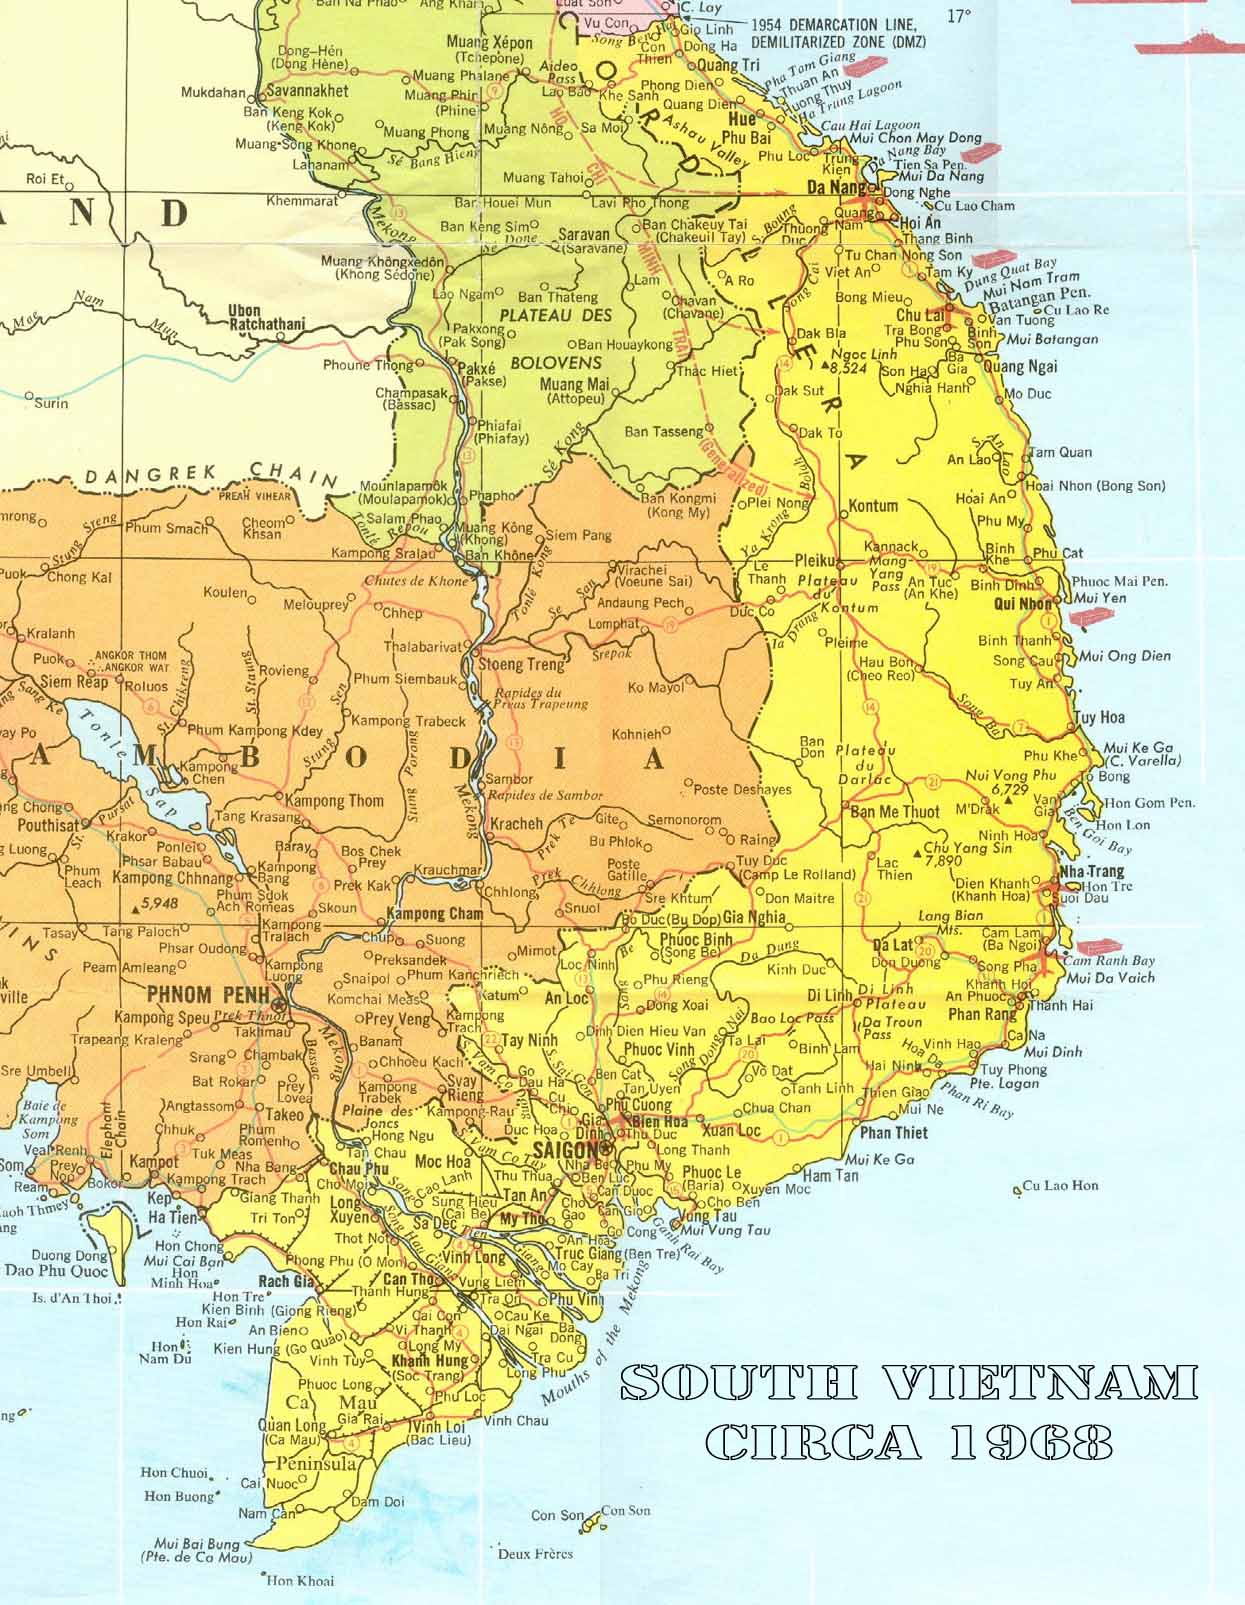 C. Lay
17°
1954 DEMARCATION LINE,
DEMILITARIZED ZONE (DMZ)
Ban Na Phao
Ang Kham
Vu Con
Gio Linh
Song Ben Hai
Con
Thien
Dong Ha
Quang Tri
Muang Xépon
(Tchepone)
Dong-Hén
(Dong Hène)
Aideo
Pass
Lao Bao
Khe Sanh
Muang Phalane
Phong Dien
Pha Tam Giang
Thuan An
Huong Thuy
Ha Trung Lagoon
Mukdahan
Savannakhet
Muang Phin
(Phine)
9
Quang Dien
Hue
Phu Bai
Ban Keng Kok
(Keng Kok)
Muang Phong
Muang Nông
Sa Moi
Ashau Valley
Cau Hai Lagoon
Mui Chon May Dong
Muang Song Khone
Lahanam
Sé Bang Hieng
HO
CHI
MINH
TRAIL
(Generalized)
CORDILLERA
Phu Loc
Trung
Kien
Da Nang Bay
Tien Sa Pen.
Mui Da Nang
Roi Et
Muang Tahoi
Da Nang
Dong Nghe
Cu Lao Cham
A N D
Khemmarat
Ban Houei Mun
Lavi Pho Thong
Mekong
13
Ban Keng Sim
Sé Done
Saravan
(Saravane)
Ban Chakeuy Tai
(Chakeuil Tay)
S. Boung
Thuong
Duc
Quang
Nam
Hoi An
Thang Binh
Muang Khôngxedôn
(Khong Sédone)
Tu Chan
Nong Son
Viet An
Tam Ky
Dung Quat Bay
Mui Nam Tram
Batangan Pen.
Cu Lao Re
Lam
A Ro
Song Cai
Lao Ngam
Ban Thateng
Chavan
(Chavane)
Bong Mieu
Chu Lai
Van Tuong
Nam
Mae
Mun
Ubon
Ratchathani
PLATEAU DES
BOLOVENS
Pakxong
(Pak Song)
Ban Houaykong
Dak Bla
Tra Bong
Phu Son
Binh
Son
Mui Batangan
Phoune Thong
Pakxé
(Pakse)
Thac Hiet
14
Ngoc Linh
8,524
Son Ha
Ba
Gia
Quang Ngai
Nghia Hanh
Surin
Champasak
(Bassac)
Muang Mai
(Attopeu)
Dak Sut
Mo Duc
Phiafai
(Phiafay)
Ban Tasseng
Dak To
DANGREK CHAIN
Sé Kong
S. An Lao
An Lao
Tam Quan
Mounlapamôk
(Moulapamok)
PREAH VIHEAR
Phapho
Ban Kongmi
(Kong My)
Plei Nong
Hoai Nhon (Bong Son)
Hoai An
Phum Smach
Cheom
Khsan
Stung Sreng
Salam Phao
Tonlé Repou
Muang Kông
(Khong)
Siem Pang
Kontum
Phu My
Kampong Sralau
Ban Khône
Ya Krong Bolah
Kannack
Binh
Khe
Phu Cat
Puok
Chong Kal
Chutes de Khone
Virachei
(Voeune Sai)
Le
Thanh
Pleiku
Mang
Yang
Pass
An Tuc
(An Khe)
19
Binh Dinh
Phuoc Mai Pen.
Mui Yen
Koulen
Melouprey
Chhep
Tonlé Kong
Se San
Andaung Pech
Plateau
du
Kontum
Qui Nhon
Kralanh
Lomphat
Duc Co
Ia Drang
Binh Thanh
Thalabarivat
Stoeng Treng
Srepok
Pleime
Puok
ANGKOR THOM
ANGKOR WAT
Rovieng
Siem Reap
Roluos
Phum Siembauk
Ko Mayol
Hau Bon
(Cheo Reo)
Song Cau
Mui Ong Dien
Tuy An
Stung Sang Ke
6
St. Chikreng
St. Staung
Stung Sen
Rapides du
Préas Trapeung
Song Ba
7
Tonle Sap
Phum Kampong Kdey
Kampong Trabeck
Kohnieh
Tuy Hoa
A M B O D I A
Kampong
Chen
Stung Porong
Ban
Don
Plateau
du
Darlac
Phu Khe
Mui Ke Ga
(C. Varella)
To Bong
Sambor
Rapides de Sambor
Poste Deshayes
21
Nui Vong Phu
6,729
Hon Gom Pen.
Pouthisat
St. Pursat
Kampong Thom
Tang Krasang
Ban Me Thuot
M'Drak
Van
Gia
Hon Lon
Ben Goi Bay
Krakor
Kracheh
Gite
Semonorom
Ninh Hoa
Ponlei
Phsar Babau
Kampong Chhnang
Baray
Bos Chek
Prey
Prek Te
Bu Phlok
O Raing
Chu Yang Sin
7,890
Phum
Leach
Kampong
Bang
Krauchmar
Poste
Gatille
Tuy Duc
(Camp Le Rolland)
Lac
Thien
Nha Trang
Hon Tre
Phum Sdok
Ach Romeas
Prek Kak
Chhlong
Prek Chhlong
Sre Khtum
Don Maitre
Dien Khanh
(Khanh Hoa)
Suoi Dau
5,948
Skoun
Kampong Cham
Snuol
Bo Duc (Bu Dop)
Gia Nghia
Lang Bian
Mts.
Cam Lam
(Ba Ngoi)
Tasay
Tang Paloch
Kampong
Tralach
Chup
Suong
Mimot
Phuoc Binh
(Song Be)
Da Dung
Da Lat
Don Duong
20
Phsar Oudong
Preksandek
Loc Ninh
Kinh Duc
Song Pha
Cam Ranh Bay
Mui Da Vaich
Peam Amleang
Kampong
Luong
Snaipol
Phum Kanchriech
Phu Rieng
Song Be
Khanh Hoi
PHNOM PENH
Komchai Meas
Katum
An Loc
Dong Xoai
Di Linh
Di Linh
Plateau
An Phuoc
Phan Rang
Thanh Hai
Kampong Speu
Prek Thnot
Prey Veng
Kampong
Trach
Bao Loc Pass
Takhmau
Trapeang Kraleng
Banam
Tay Ninh
Dinh Dien Hieu Van
Phuoc Vinh
Song Dong Nai
Ta Lai
Binh Lam
Da Troun
Pass
Hoa Da
Vinh Hao
Ca Na
Mui Dinh
Srang
Chambak
Chhoeu Kach
Sre Umbell
Bat Rokar
Prey
Lovea
Bassac
Mekong
Kampong
Trabek
Svay
Rieng
S. Vam Co Dong
S. Sai Gon
Go
Dau Ha
Ben Cat
Tan Uyen
Vo Dat
Tanh Linh
Hai Ninh
Tuy Phong
Pte. Lagan
Phan Ri Bay
Baie de
Kampong
Som
Elephant
Chain
Angtassom
Takeo
Plaine des
Joncs
Kampong-Rau
Cu
Chi
Phu Cuong
Bien Hoa
Chua Chan
Thien Giao
Mui Ne
Chhuk
Phum
Romenh
Hong Ngu
Duc Hoa
Gia
Dinh
SAIGON
Thu Duc
Xuan Loc
Phan Thiet
Veal Renh
Tuk Meas
Tan Chau
Moc Hoa
S. Vam Co Tay
Long Thanh
Mui Ke Ga
Prey
Nop
Kampot
Nha Bang
Chau Phu
Nha Be
Phu My
Ham Tan
Ream
Bokor
Kampong Trach
Cho Moi
Cao Lanh
Thu Thua
Ben Luc
Phuoc Le
(Baria)
Xuyen Moc
Kep
Giang Thanh
Long
Xuyen
Sung Hieu
(Cai Be)
Tan An
Can Duoc
Cho Ben
Cu Lao Hon
Ha Tien
Tri Ton
Sa Dec
My Tho
Cho
Gao
Can Gio
Vung Tau
Mui Vung Tau
Ganh Rai Bay
Hon Chong
Mui Cai Ban
Thot Not
Song Hau Giang
Go Cong
Duong Dong
Dao Phu Quoc
Hon
Minh Hoa
Phong Phu (O Mon)
Vinh Long
Tien Giang
An Hoa
Truc Giang (Ben Tre)
Mo Cay
Is. d'An Thoi
Rach Gia
Can Tho
Vung Liem
Ba Tri
Hon Tre
Thanh Hung
Tra On
Phu Vinh
Kien Binh (Giong Rieng)
Hon Rai
Cai Con
Cau Ke
An Bien
Vi Thanh
Dai Ngai
Ba
Dong
Hon
Nam Du
Kien Hung (Go Quao)
Long My
Tra Cu
Mouths of the Mekong
Vinh Tuy
Khanh Hung
(Soc Trang)
Long Phu
SOUTH VIETNAM
CIRCA 1968
Phuoc Long
Phu Loc
Ca Mau
Peninsula
Gia Rai
Vinh Chau
Quan Long
(Ca Mau)
4
Vinh Loi
(Bac Lieu)
Hon Chuoi
Cai Nuoc
Hon Buong
Dam Doi
Nam Can
Con Son
Con Son
Mui Bai Bung
(Pte. de Ca Mau)
Deux Frères
Hon Khoai